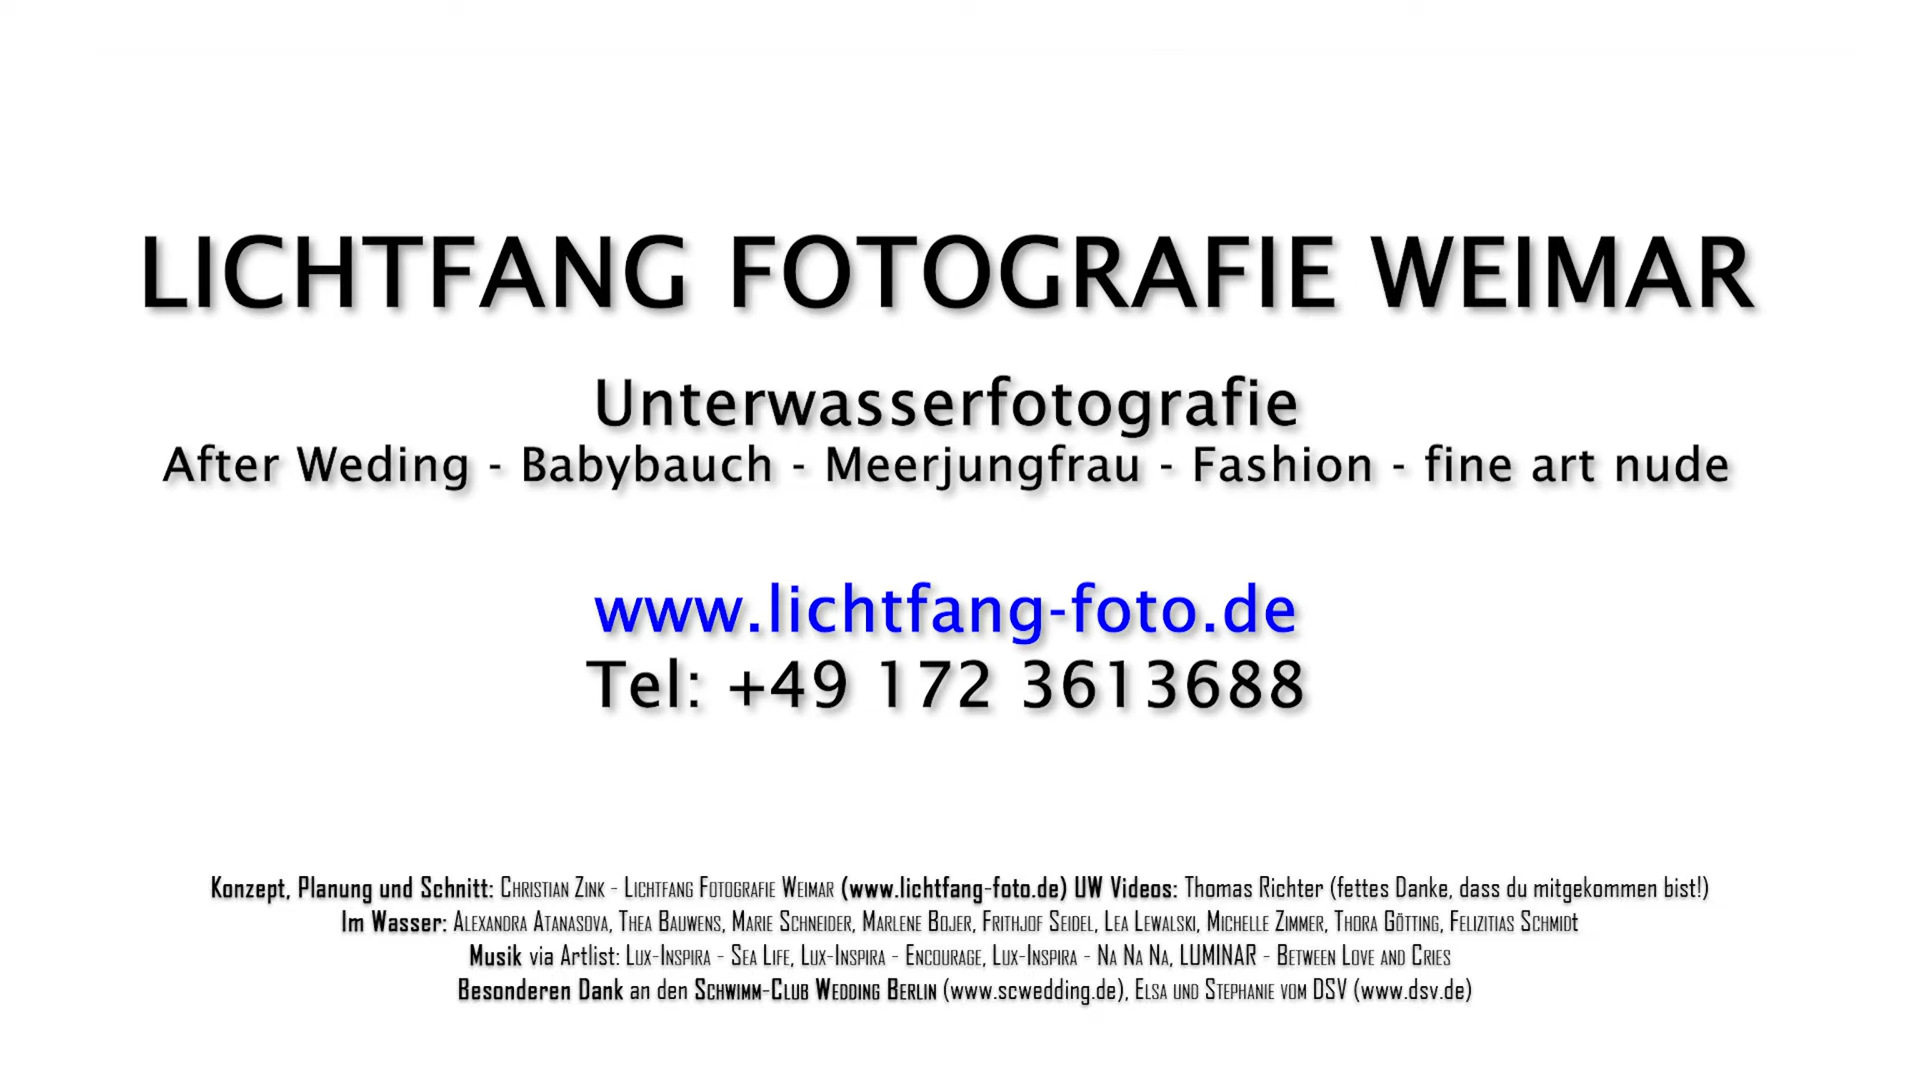 LICHTFANG FOTOGRAFIE WEIMAR
Unterwasserfotografie
After Weding - Babybauch - Meerjungfrau - Fashion - fine art nude
www.lichtfang-foto.de
Tel: +49 172 3613688
Konzept, Planung und Schnitt: Christian Zink - Lichtfang Fotografie Weimar (www.lichtfang-foto.de) UW Videos: Thomas Richter (fettes Danke, dass du mitgekommen bist!)
Im Wasser: Alexandra Atanasova, Thea Bauwens, Marie Schneider, Marlene Bojer, Frithjof Seidel, Lea Lewalski, Michelle Zimmer, Thora Götting, Felizitias Schmidt
Musik via Artlist: Lux-Inspira - Sea Life, Lux-Inspira - Encourage, Lux-Inspira - Na Na Na, LUMINAR - Between Love and Cries
Besonderen Dank an den Schwimm-Club Wedding Berlin (www.scwedding.de), Elsa und Stephanie vom DSV (www.dsv.de)